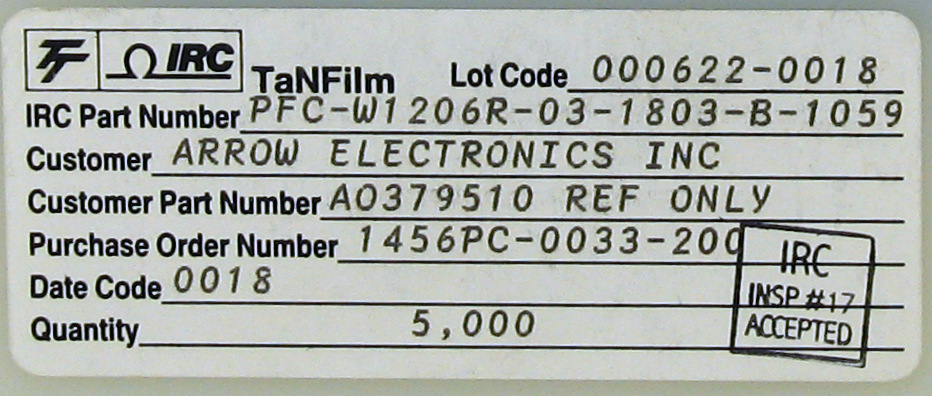 TT Ω IRC TaNFilm Lot Code 000622-0018
IRC Part Number PFC-W1206R-03-1803-B-1059
Customer ARROW ELECTRONICS INC
Customer Part Number A0379510 REF ONLY
Purchase Order Number 1456PC-0033-200
Date Code 0018
Quantity 5,000
IRC
INSP #17
ACCEPTED